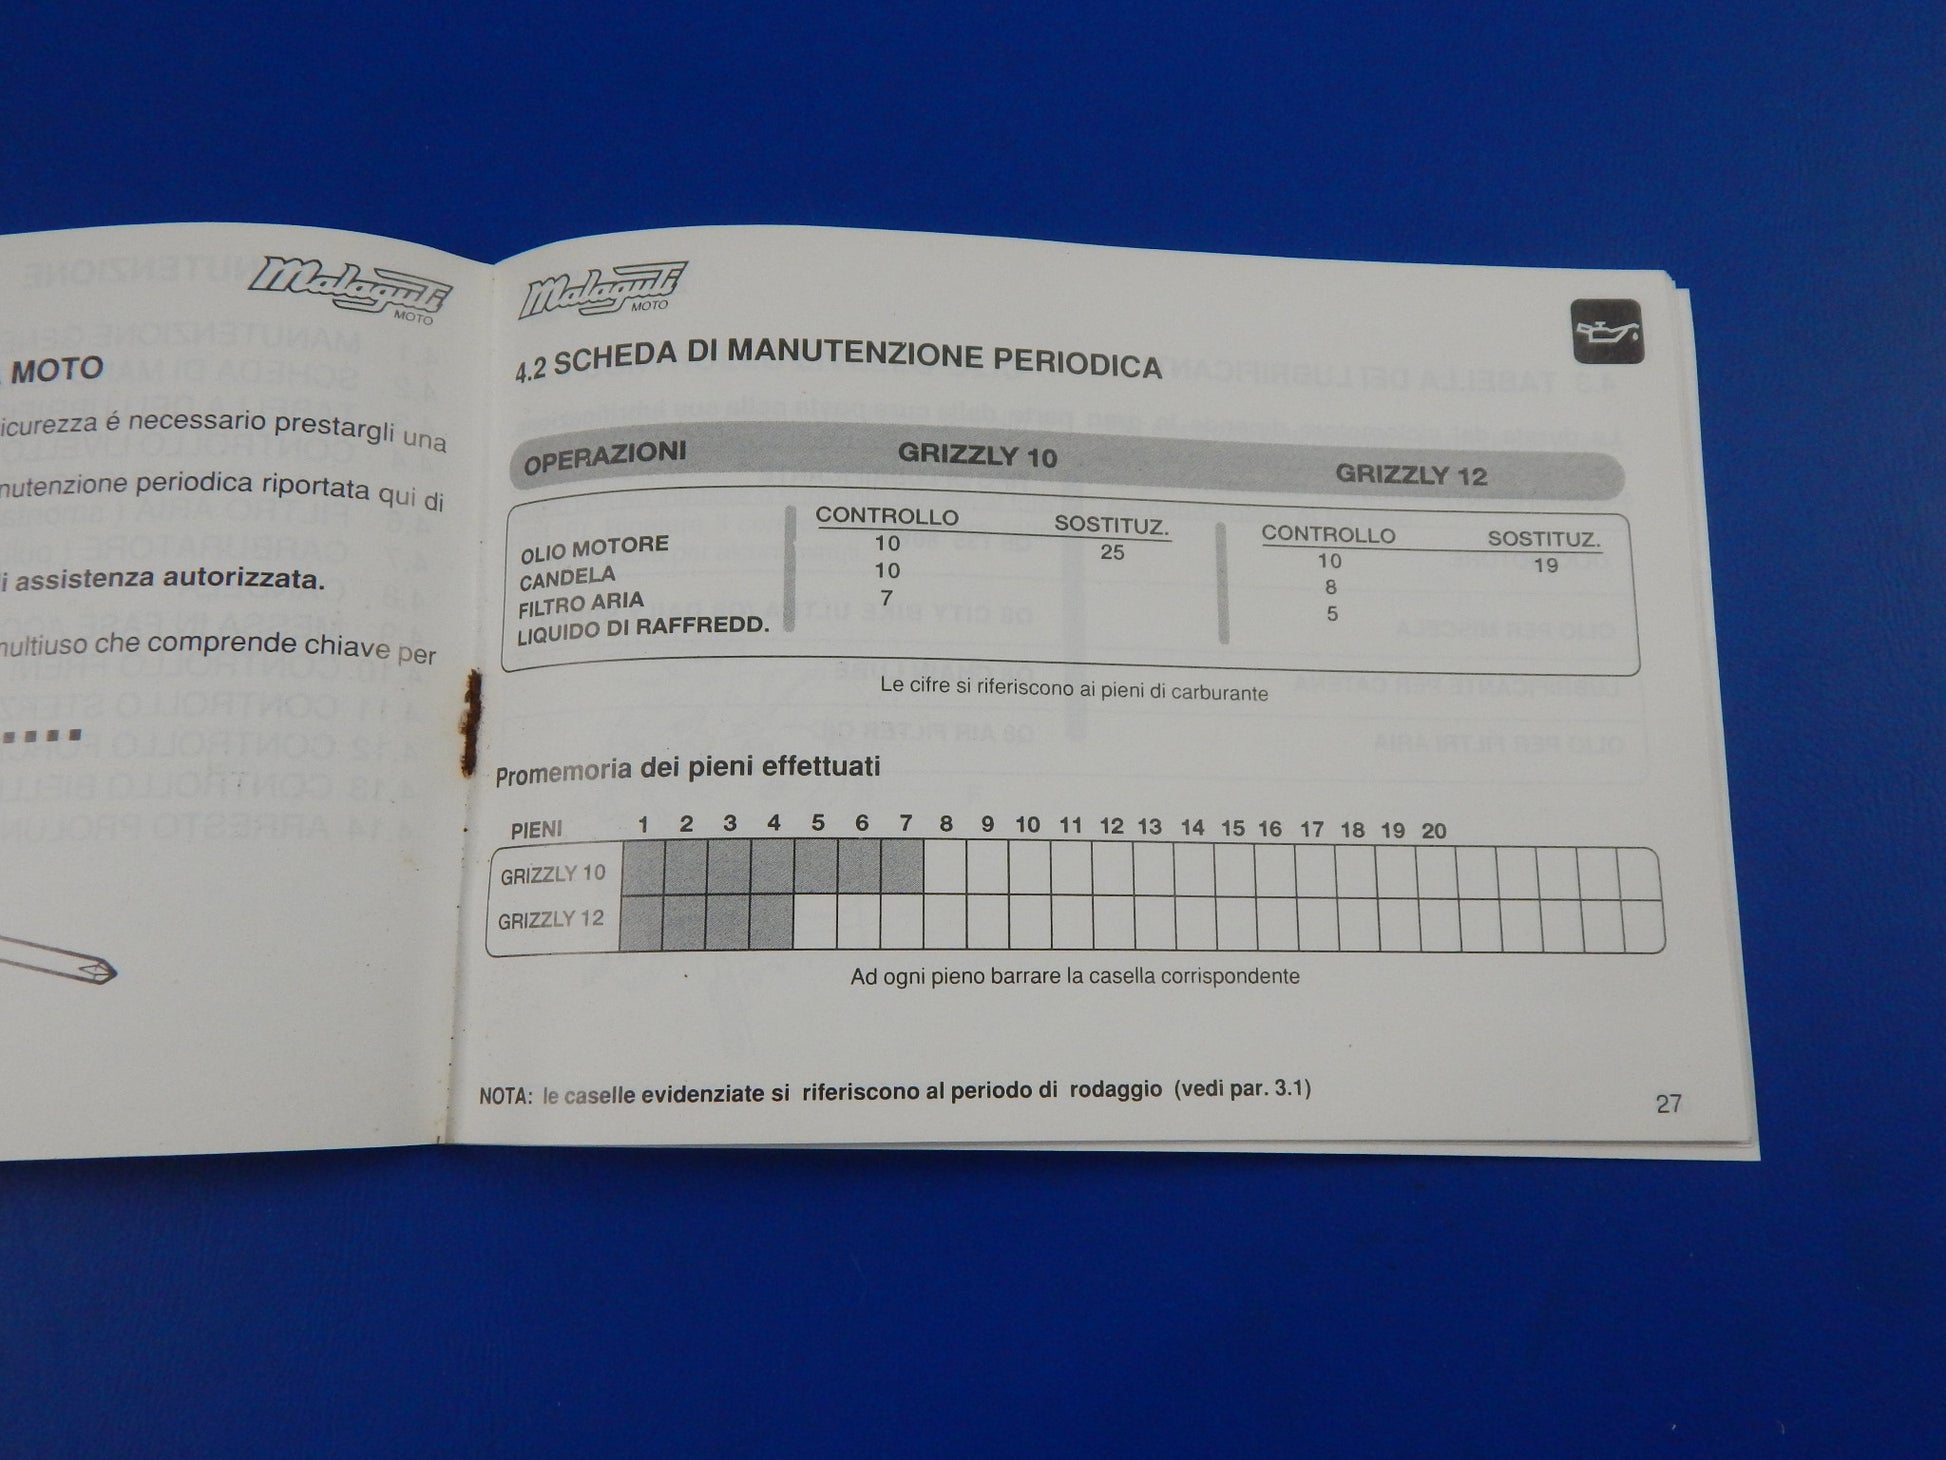 Malaguti
MOTO
MOTO
icurezza é necessario prestargli una
nutenzione periodica riportata qui di
i assistenza autorizzata.
nultiuso che comprende chiave per
Malaguti
MOTO
4.2 SCHEDA DI MANUTENZIONE PERIODICA
OPERAZIONI GRIZZLY 10 GRIZZLY 12
CONTROLLO SOSTITUZ. CONTROLLO SOSTITUZ.
OLIO MOTORE 10 25 10 19
CANDELA 10 8
FILTRO ARIA 7 5
LIQUIDO DI RAFFREDD.
Le cifre si riferiscono ai pieni di carburante
Promemoria dei pieni effettuati
PIENI 1 2 3 4 5 6 7 8 9 10 11 12 13 14 15 16 17 18 19 20
GRIZZLY 10
GRIZZLY 12
Ad ogni pieno barrare la casella corrispondente
NOTA: le caselle evidenziate si riferiscono al periodo di rodaggio (vedi par. 3.1)
27